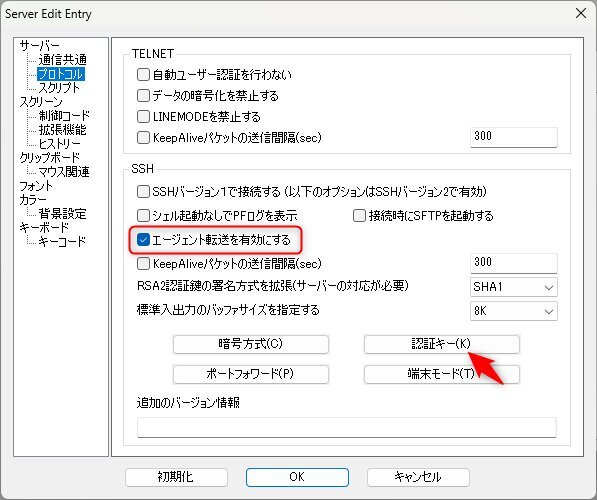 Server Edit Entry
サーバー
通信共通
プロトコル
スクリプト
スクリーン
制御コード
拡張機能
ヒストリー
クリップボード
マウス関連
フォント
カラー
背景設定
キーボード
キーコード
TELNET
自動ユーザー認証を行わない
データの暗号化を禁止する
LINEMODEを禁止する
KeepAliveパケットの送信間隔(sec)
300
SSH
SSHバージョン1で接続する (以下のオプションはSSHバージョン2で有効)
シェル起動なしでPFログを表示
接続時にSFTPを起動する
エージェント転送を有効にする
KeepAliveパケットの送信間隔(sec)
300
RSA2認証鍵の署名方式を拡張(サーバーの対応が必要)
SHA1
標準入出力のバッファサイズを指定する
8K
暗号方式(C)
認証キー(K)
ポートフォワード(P)
端末モード(T)
追加のバージョン情報
初期化
OK
キャンセル